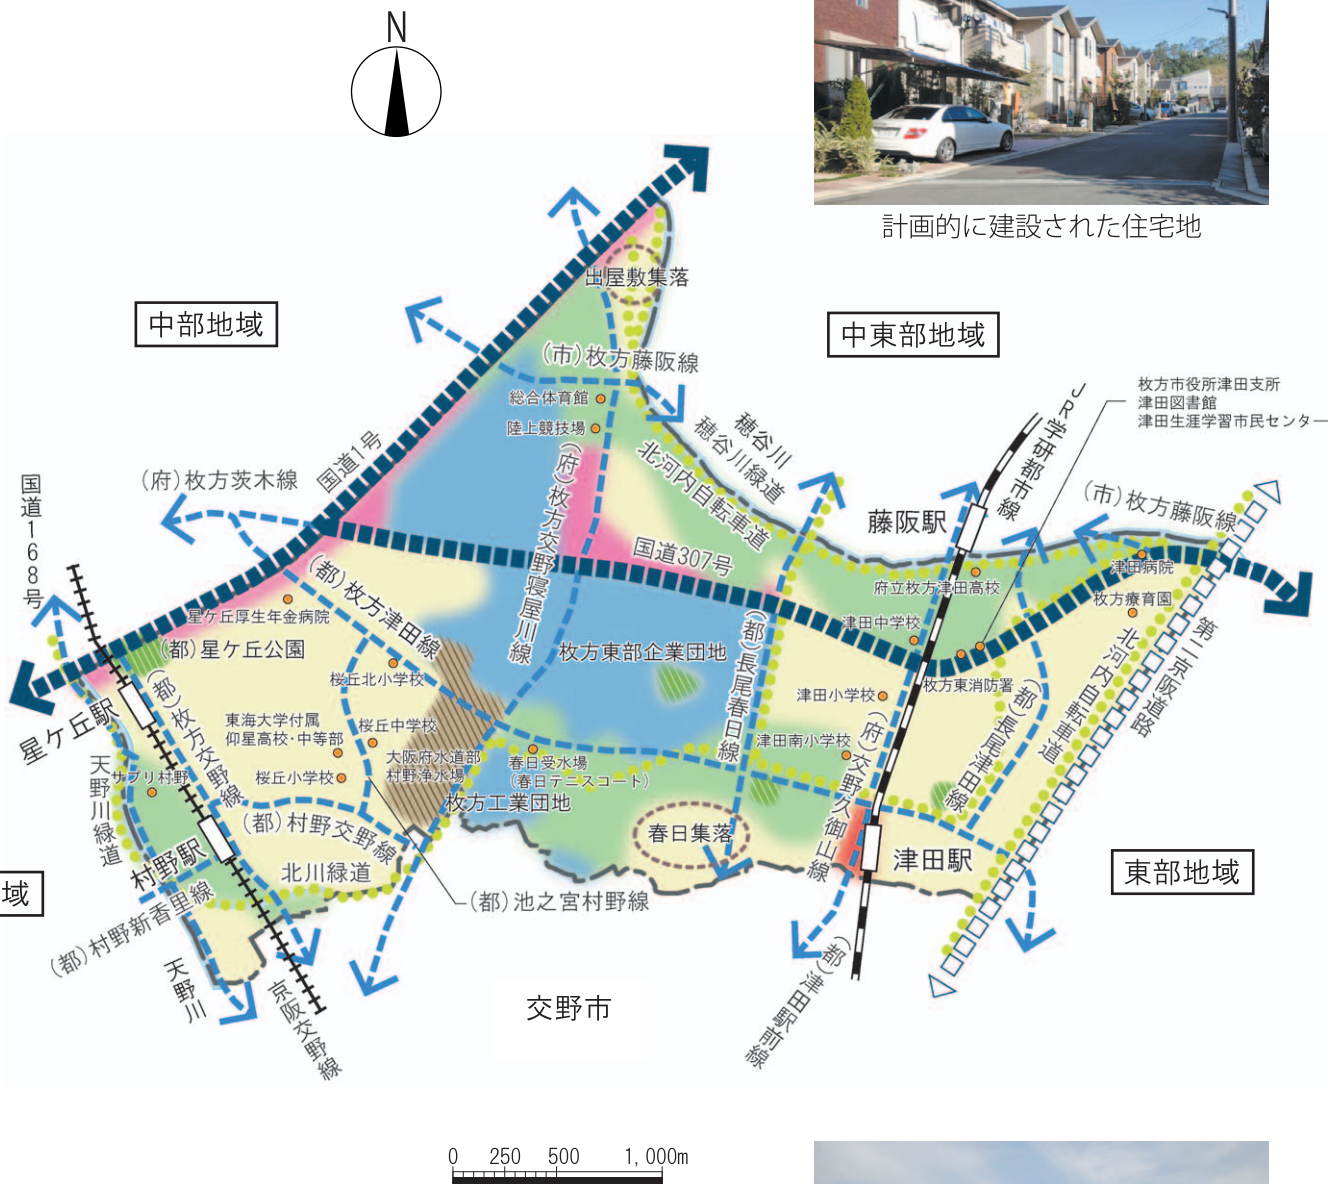 N
計画的に建設された住宅地
中部地域
中東部地域
出屋敷集落
(市)枚方藤阪線
総合体育館
陸上競技場
穂谷川
穂谷川緑道
北河内自転車道
JR学研都市線
枚方市役所津田支所
津田図書館
津田生涯学習市民センター
国道168号
(府)枚方茨木線
国道1号
(府)枚方交野寝屋川線
国道307号
藤阪駅
(市)枚方藤阪線
府立枚方津田高校
津田病院
枚方療育園
津田中学校
星ケ丘厚生年金病院
(都)枚方津田線
(都)星ケ丘公園
桜丘北小学校
枚方東部企業団地
(都)長尾春日線
津田小学校
枚方東消防署
(都)長尾津田線
北河内自転車道
第二京阪道路
星ケ丘駅
(都)枚方交野線
東海大学付属
仰星高校・中等部
桜丘中学校
桜丘小学校
大阪府水道部
村野浄水場
春日受水場
(春日テニスコート)
津田南小学校
(府)交野久御山線
天野川緑道
サプリ村野
枚方工業団地
(都)村野交野線
村野駅
北川緑道
春日集落
津田駅
東部地域
域
(都)村野新香里線
(都)池之宮村野線
天野川
京阪交野線
交野市
(都)津田駅前線
0 250 500 1,000m